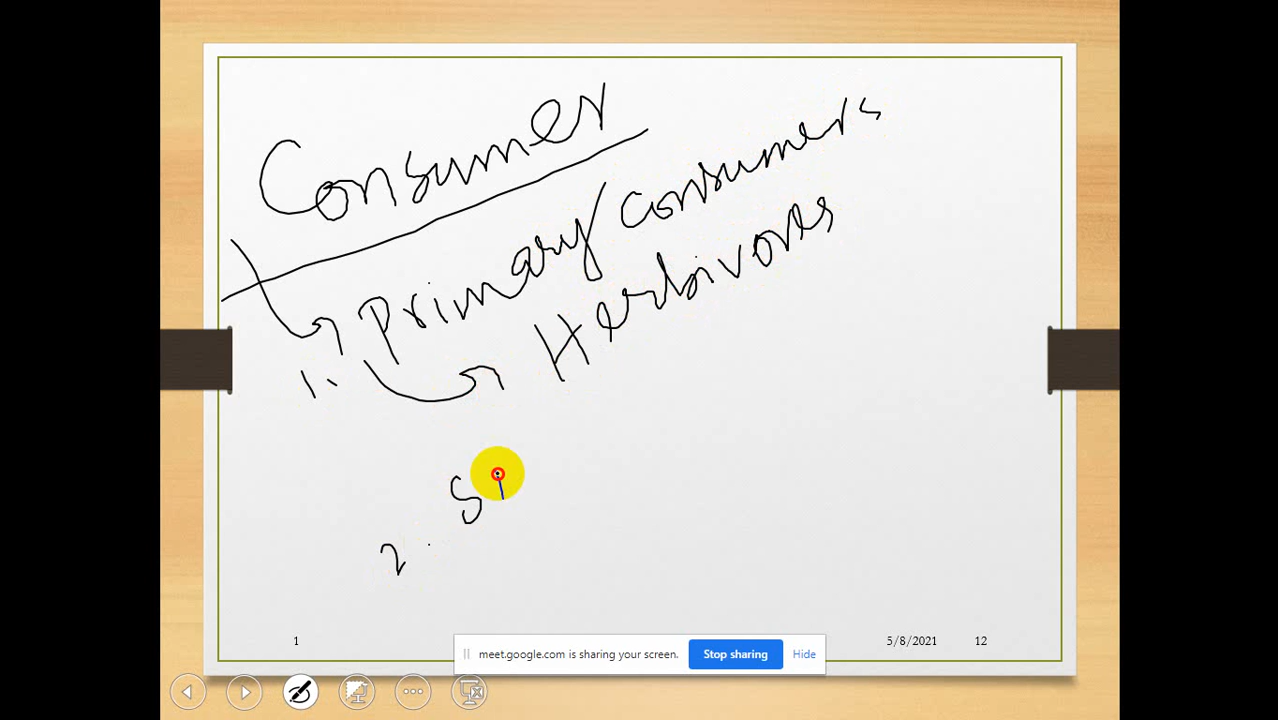 Consumer
Primary Consumers
1. Herbivores
2. S
1
5/8/2021
12
meet.google.com is sharing your screen.
Stop sharing
Hide